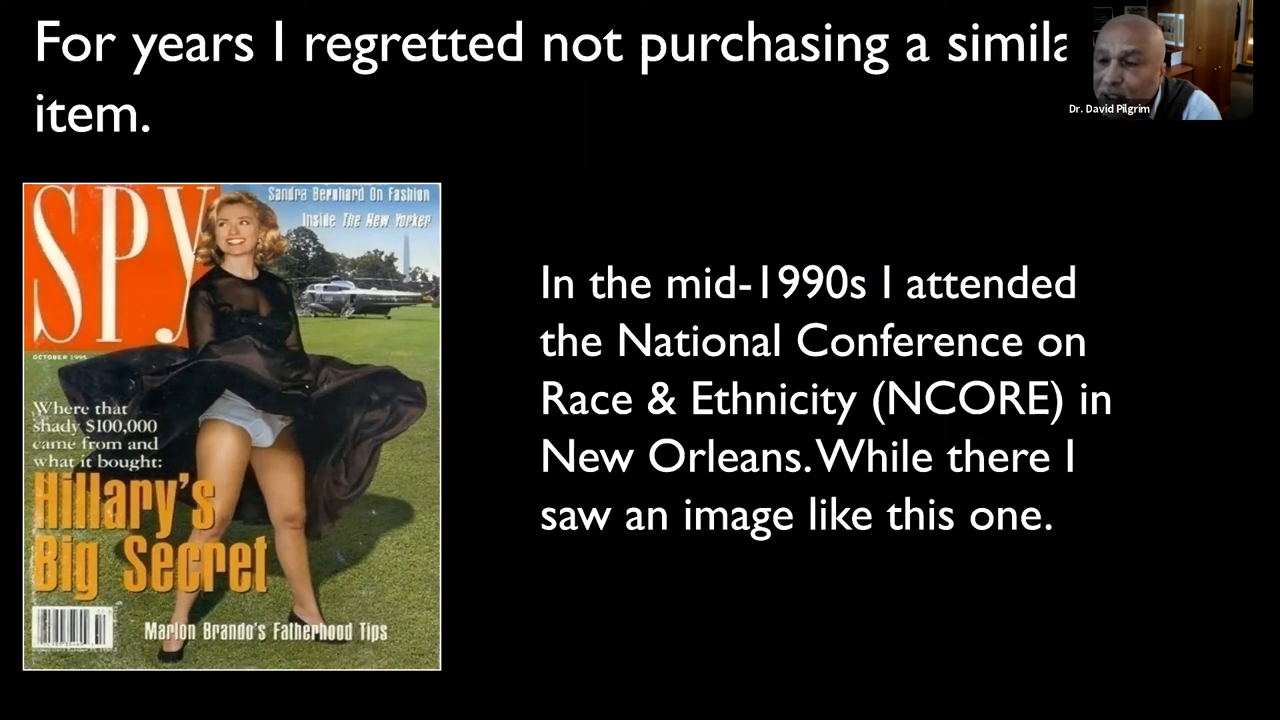 For years I regretted not purchasing a simila
item.
Dr. David Pilgrim
SPY
Sandra Bernhard On Fashion
Inside The New Yorker
OCTOBER 1995
Where that
shady $100,000
came from and
what it bought:
Hillary's
Big Secret
Marlon Brando's Fatherhood Tips
In the mid-1990s I attended
the National Conference on
Race & Ethnicity (NCORE) in
New Orleans. While there I
saw an image like this one.